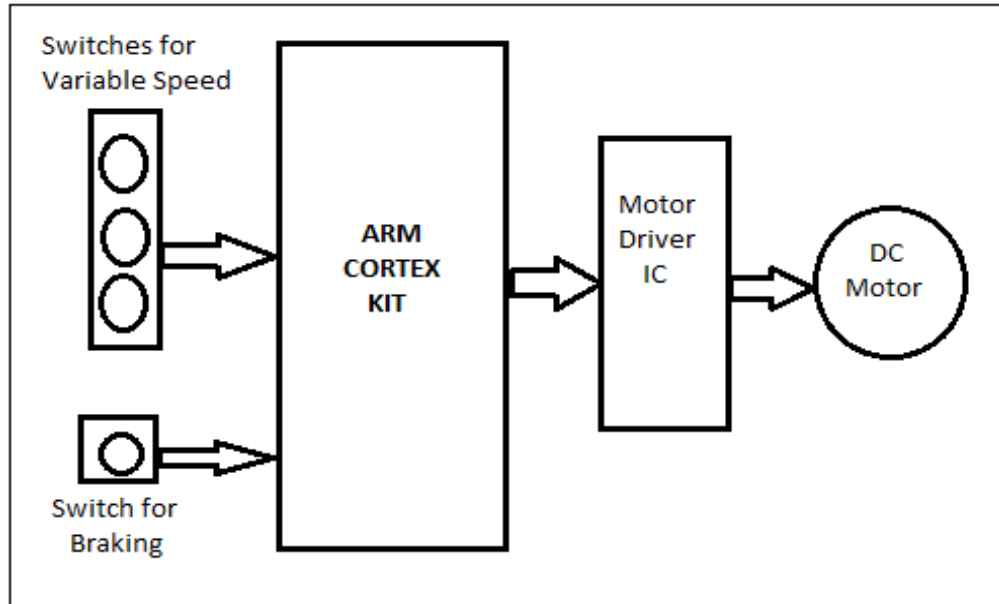 Switches for
Variable Speed
ARM
CORTEX
KIT
Motor
Driver
IC
DC
Motor
Switch for
Braking